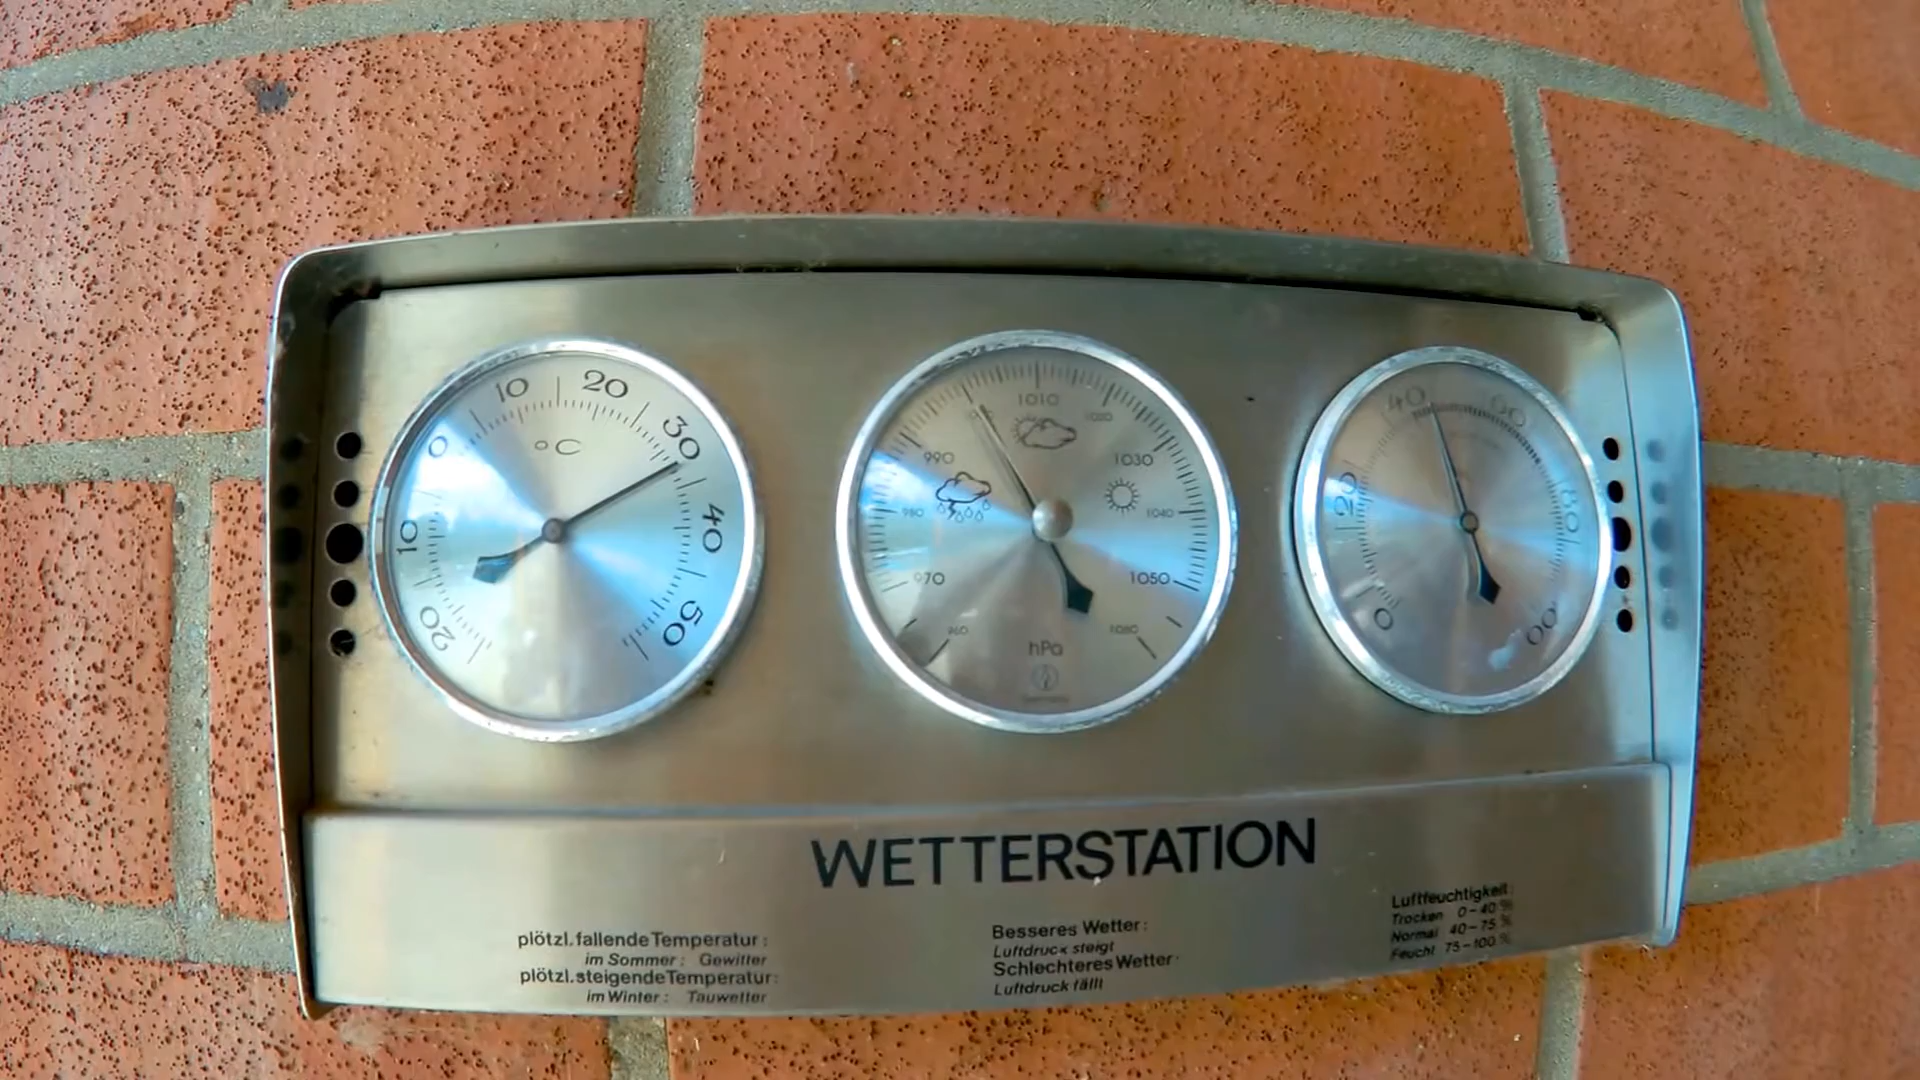 10 20 30 40 50
0
10
20
°C
1000 1010 1020
990 1030
980 1040
970 1050
960 1060
hPa
40 60
20 80
0 00
WETTERSTATION
plötzl. fallende Temperatur:
im Sommer: Gewitter
plötzl. steigende Temperatur:
im Winter: Tauwetter
Besseres Wetter:
Luftdruck steigt
Schlechteres Wetter:
Luftdruck fällt
Luftfeuchtigkeit:
Trocken 0-40 %
Normal 40-75 %
Feucht 75-100 %